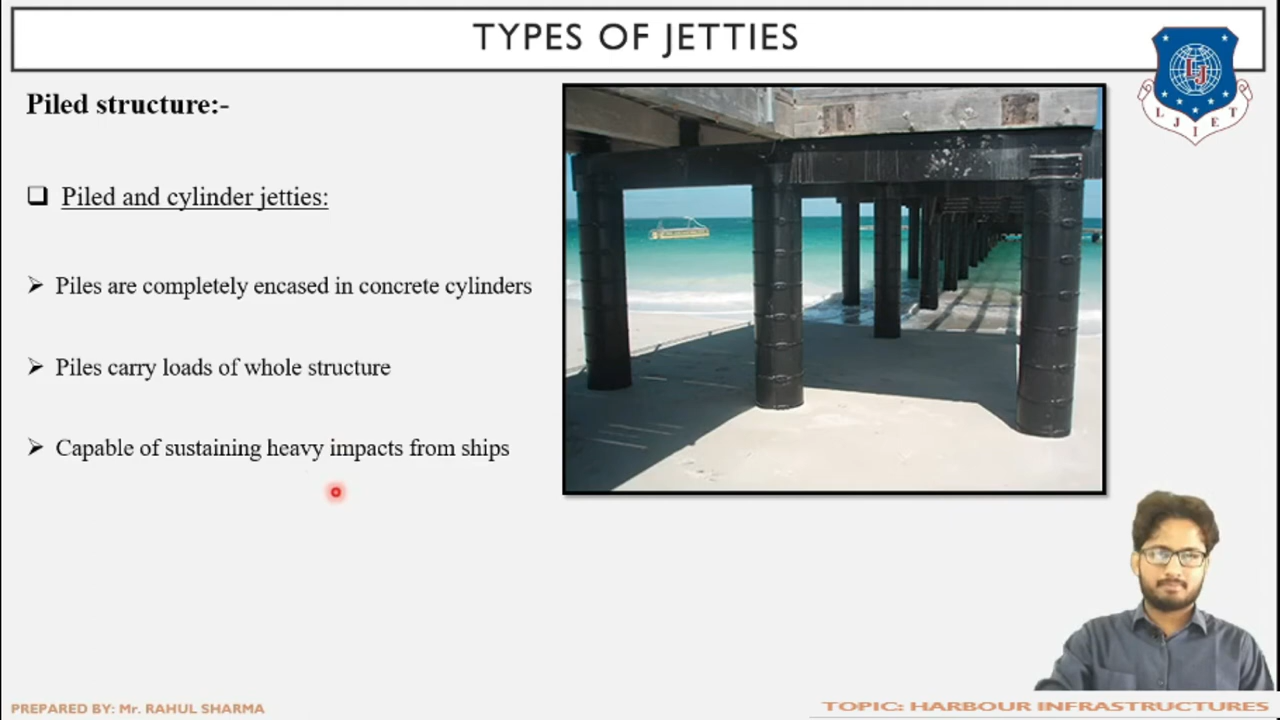 TYPES OF JETTIES
LJIET
Piled structure:-
Piled and cylinder jetties:
Piles are completely encased in concrete cylinders
Piles carry loads of whole structure
Capable of sustaining heavy impacts from ships
PREPARED BY: Mr. RAHUL SHARMA
TOPIC: HARBOUR INFRASTRUCTURES